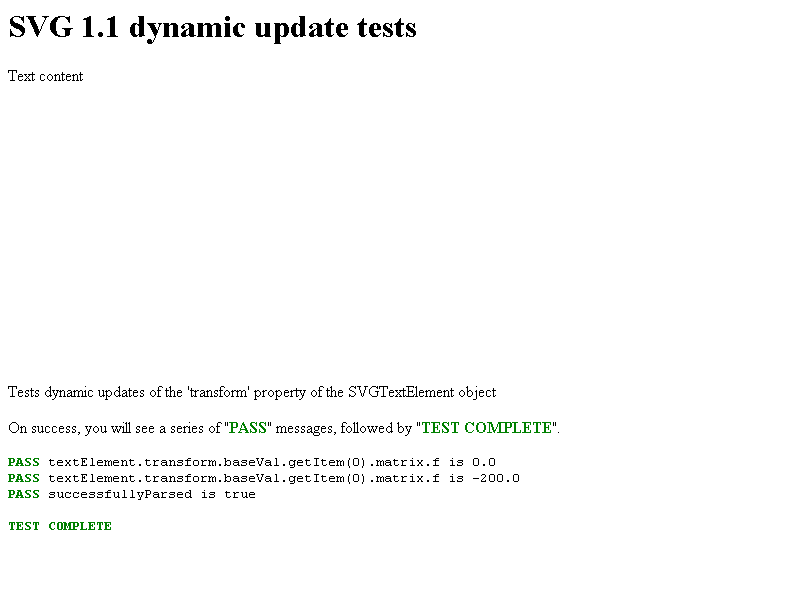 SVG 1.1 dynamic update tests
Text content
Tests dynamic updates of the 'transform' property of the SVGTextElement object
On success, you will see a series of "PASS" messages, followed by "TEST COMPLETE".
PASS textElement.transform.baseVal.getItem(0).matrix.f is 0.0
PASS textElement.transform.baseVal.getItem(0).matrix.f is -200.0
PASS successfullyParsed is true
TEST COMPLETE